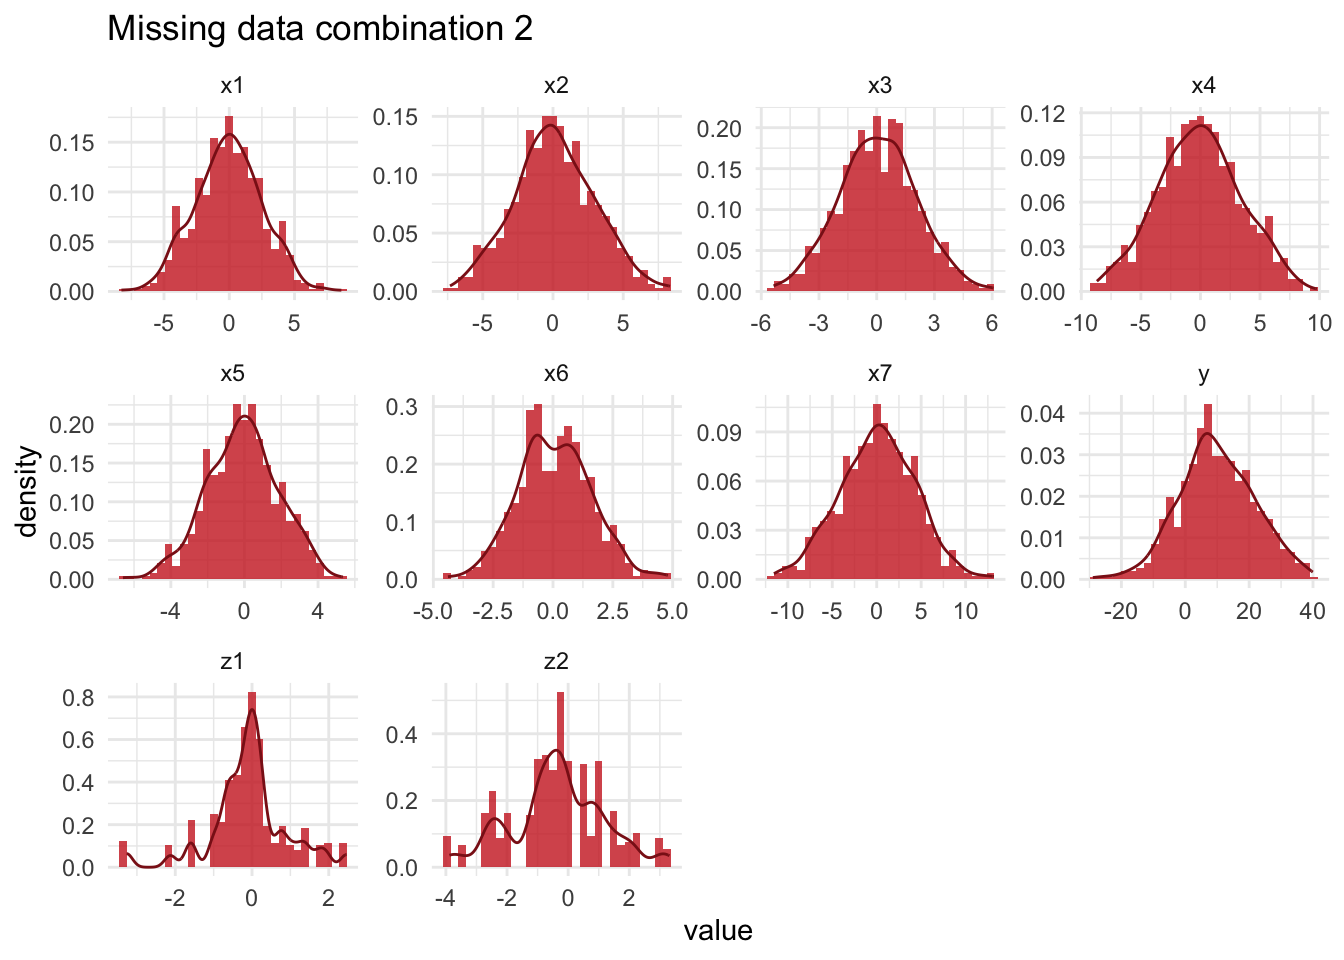 Missing data combination 2
x1 x2 x3 x4
0.15 0.10 0.05 0.00
-5 0 5
0.15 0.10 0.05 0.00
-5 0 5
0.20 0.15 0.10 0.05 0.00
-6 -3 0 3 6
0.12 0.09 0.06 0.03 0.00
-10 -5 0 5 10
x5 x6 x7 y
0.20 0.15 0.10 0.05 0.00
-4 0 4
0.3 0.2 0.1 0.0
-5.0 -2.5 0.0 2.5 5.0
0.09 0.06 0.03 0.00
-10 -5 0 5 10
0.04 0.03 0.02 0.01 0.00
-20 0 20 40
density
z1 z2
0.8 0.6 0.4 0.2 0.0
-2 0 2
0.4 0.2 0.0
-4 -2 0 2
value